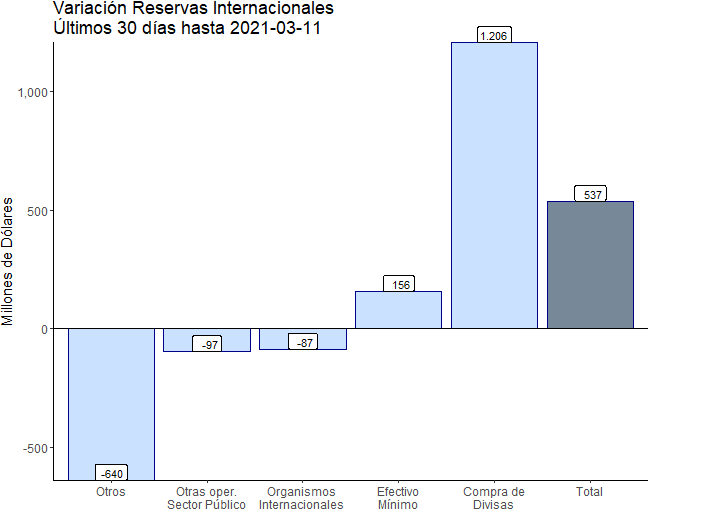 Variación Reservas Internacionales
Últimos 30 días hasta 2021-03-11
Millones de Dólares
1,000
500
0
-500
-640
-97
-87
156
1.206
537
Otros
Otras oper.
Sector Público
Organismos
Internacionales
Efectivo
Mínimo
Compra de
Divisas
Total